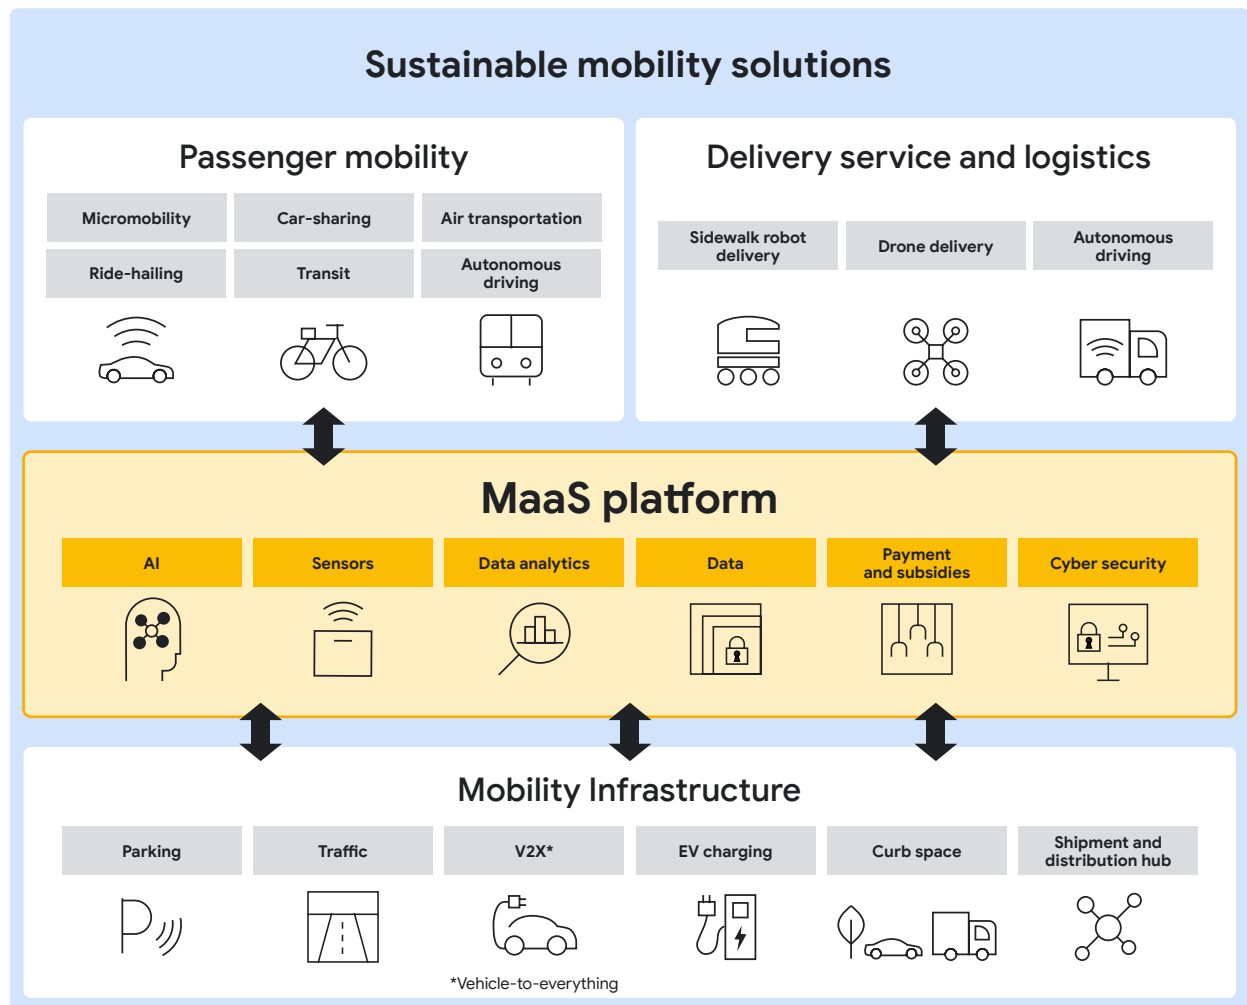 Sustainable mobility solutions
Passenger mobility
Micromobility
Car-sharing
Air transportation
Ride-hailing
Transit
Autonomous
driving
Delivery service and logistics
Sidewalk robot
delivery
Drone delivery
Autonomous
driving
MaaS platform
AI
Sensors
Data analytics
Data
Payment
and subsidies
Cyber security
Mobility Infrastructure
Parking
Traffic
V2X*
EV charging
Curb space
Shipment and
distribution hub
P
*Vehicle-to-everything